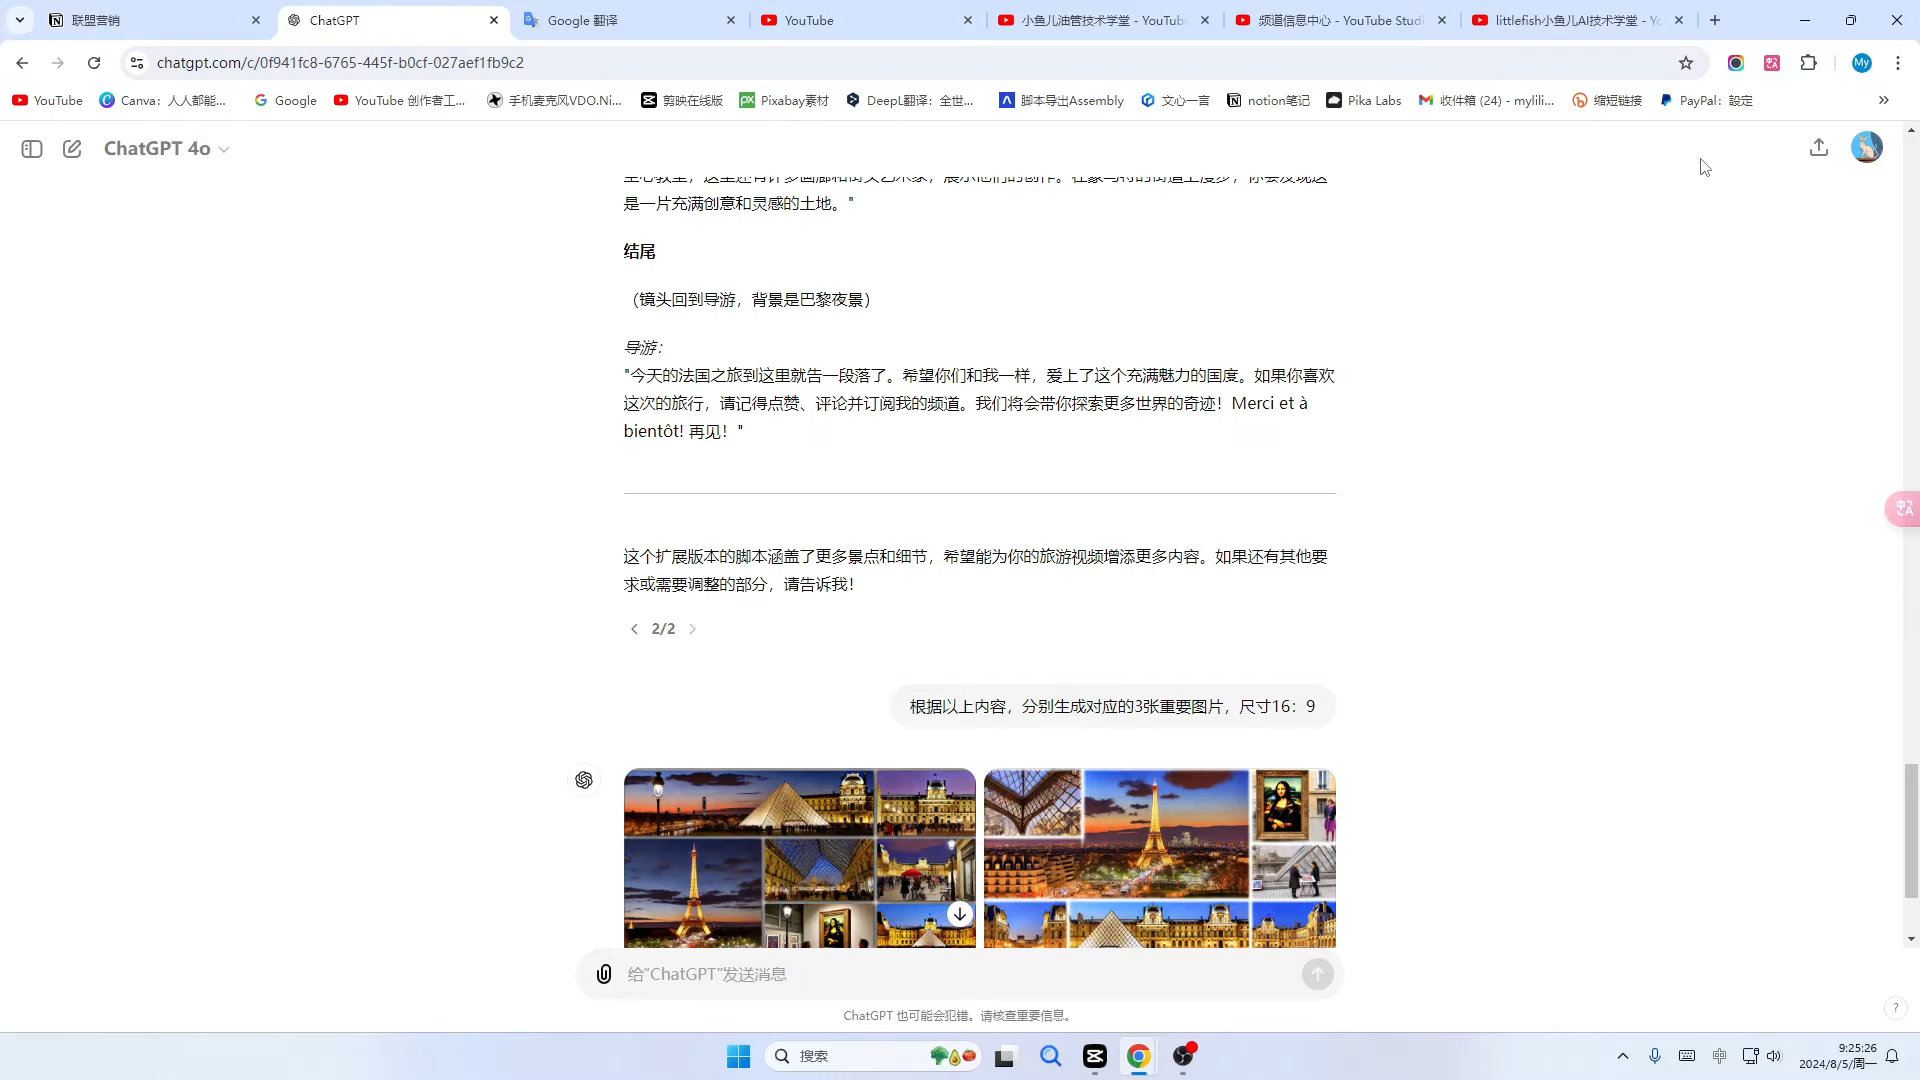 联盟营销
ChatGPT
Google 翻译
YouTube
小鱼儿油管技术学堂 - YouTub
频道信息中心 - YouTube Studi
littlefish小鱼儿AI技术学堂 - Yo
chatgpt.com/c/0f941fc8-6765-445f-b0cf-027aef1fb9c2
My
YouTube
Canva：人人都能...
Google
YouTube 创作者工...
手机麦克风VDO.Ni...
剪映在线版
Pixabay素材
DeepL翻译：全世...
脚本导出Assembly
文心一言
notion笔记
Pika Labs
收件箱 (24) - mylili...
缩短链接
PayPal：設定
ChatGPT 4o
是一片充满创意和灵感的土地。"
结尾
（镜头回到导游，背景是巴黎夜景）
导游：
"今天的法国之旅到这里就告一段落了。希望你们和我一样，爱上了这个充满魅力的国度。如果你喜欢
这次的旅行，请记得点赞、评论并订阅我的频道。我们将会带你探索更多世界的奇迹！Merci et à
bientôt! 再见！"
这个扩展版本的脚本涵盖了更多景点和细节，希望能为你的旅游视频增添更多内容。如果还有其他要
求或需要调整的部分，请告诉我！
2/2
根据以上内容，分别生成对应的3张重要图片，尺寸16：9
给“ChatGPT”发送消息
ChatGPT 也可能会犯错。请核查重要信息。
?
搜索
中
9:25:26
2024/8/5/周一